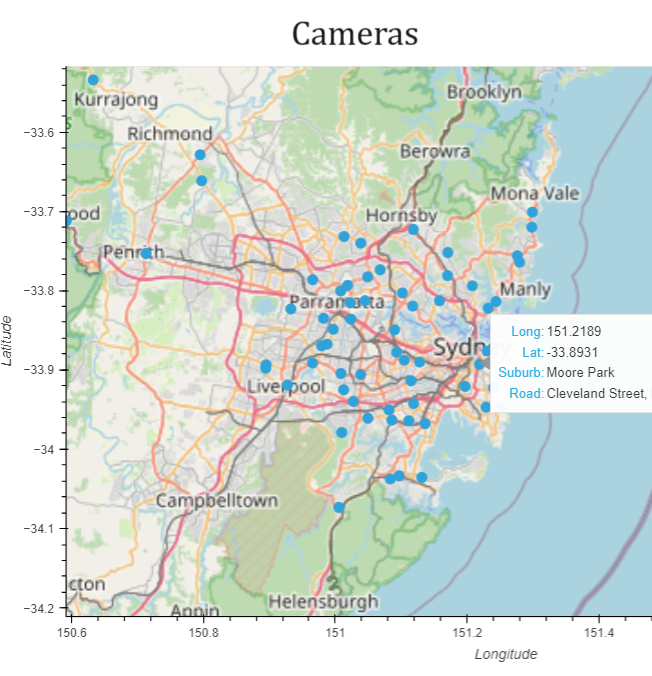 Cameras
Brooklyn
Kurrajong
−33.6
Richmond
Berowra
Mona Vale
−33.7
ood
Hornsby
Penrith
−33.8
Parramatta
Manly
Latitude
Long: 151.2189
Sydn
Lat: -33.8931
−33.9
Suburb: Moore Park
Liverpool
Road: Cleveland Street,
−34
Campbelltown
−34.1
cton
Helensburgh
−34.2
Appin
150.6 150.8 151 151.2 151.4
Longitude